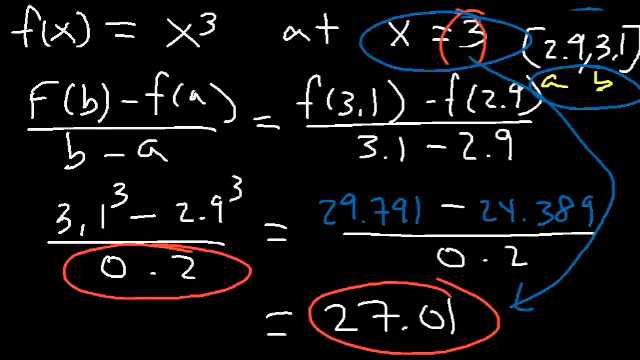 f(x) = x³ at x = 3 [2.9, 3.1]
a b
F(b) - f(a) / b - a = f(3.1) - f(2.9) / 3.1 - 2.9
3.1³ - 2.9³ / 0.2 = 29.791 - 24.389 / 0.2
= 27.01